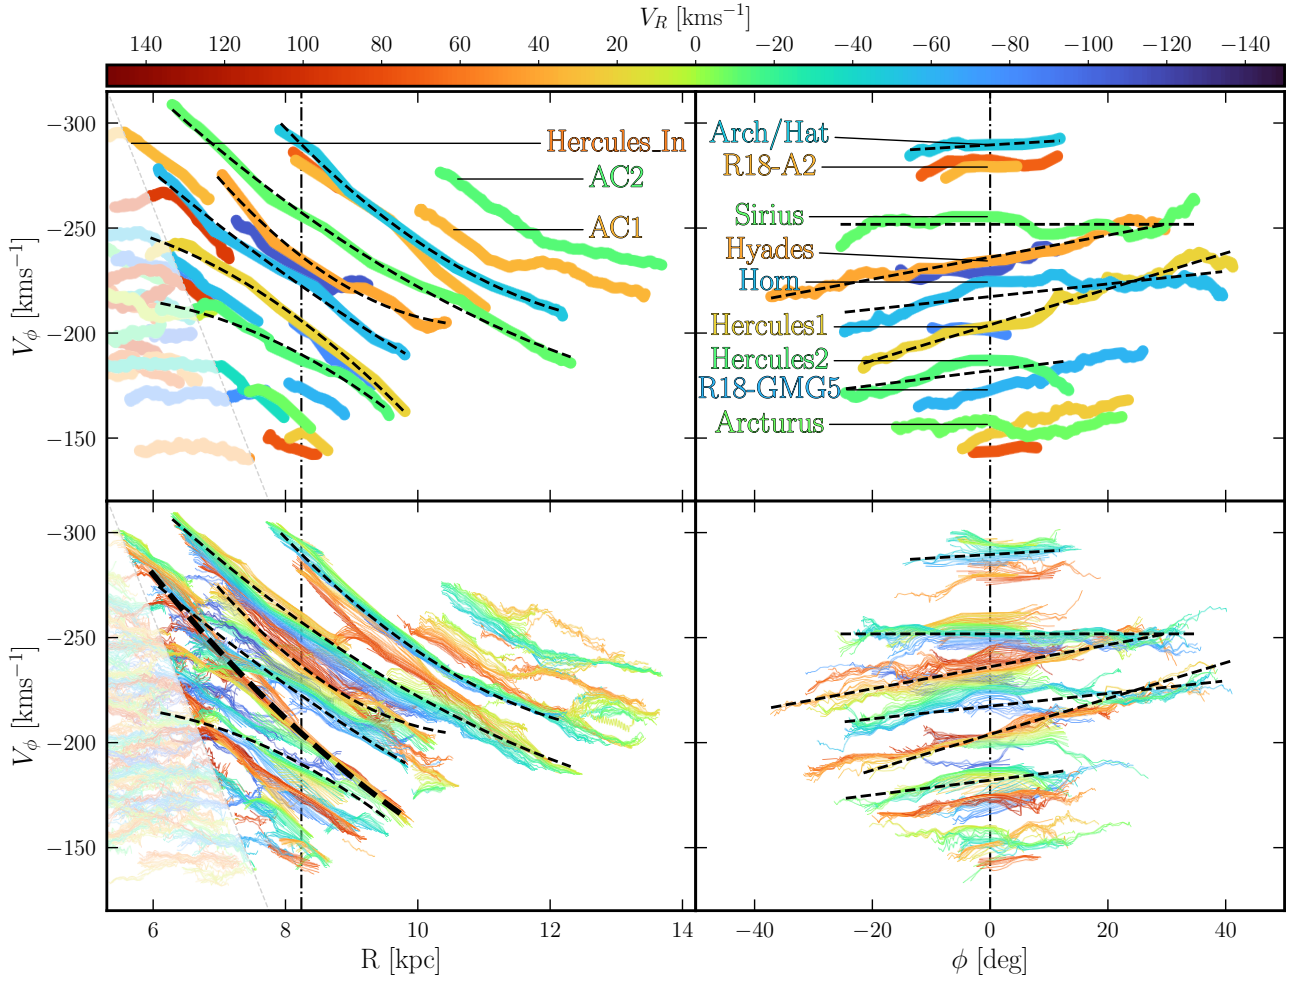 V_R [kms⁻¹]
140 120 100 80 60 40 20 0 −20 −40 −60 −80 −100 −120 −140
−300
−250
−200
−150
V_ϕ [kms⁻¹]
Hercules_In
AC2
AC1
Arch/Hat
R18-A2
Sirius
Hyades
Horn
Hercules1
Hercules2
R18-GMG5
Arcturus
−300
−250
−200
−150
V_ϕ [kms⁻¹]
6 8 10 12 14
R [kpc]
−40 −20 0 20 40
ϕ [deg]